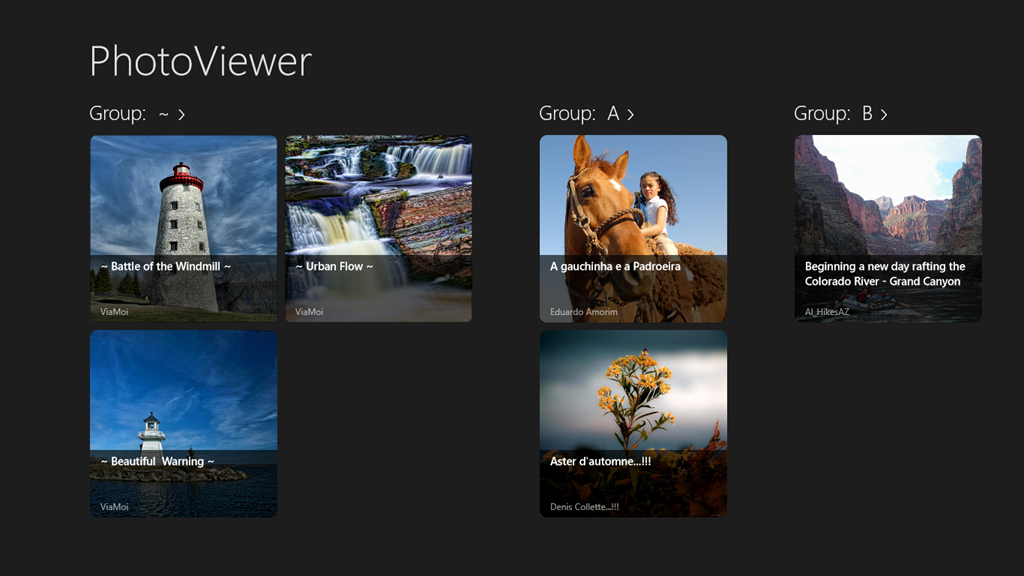 PhotoViewer
Group: ~ >
Group: A >
Group: B >
~ Battle of the Windmill ~
ViaMoi
~ Urban Flow ~
ViaMoi
A gauchinha e a Padroeira
Eduardo Amorim
Beginning a new day rafting the
Colorado River - Grand Canyon
Al_HikesAZ
~ Beautiful Warning ~
ViaMoi
Aster d'automne...!!!
Denis Collette...!!!